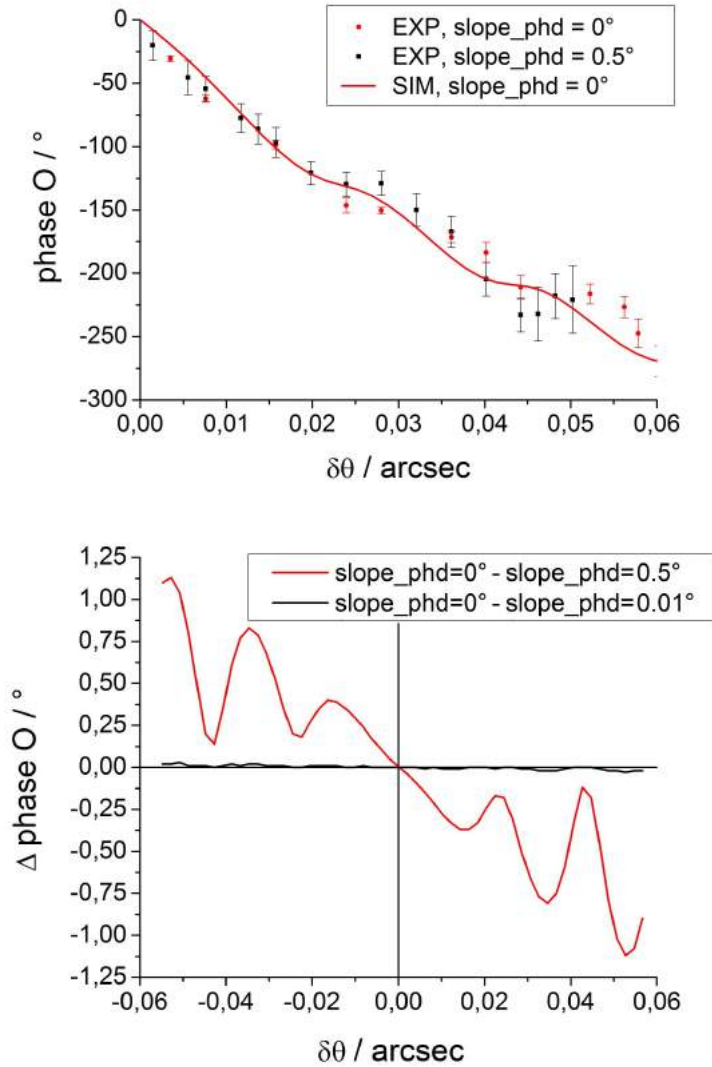 EXP, slope_phd = 0°
EXP, slope_phd = 0.5°
SIM, slope_phd = 0°
phase O / °
0
-50
-100
-150
-200
-250
-300
0,00 0,01 0,02 0,03 0,04 0,05 0,06
δθ / arcsec
slope_phd=0° - slope_phd=0.5°
slope_phd=0° - slope_phd=0.01°
Δ phase O / °
1,25
1,00
0,75
0,50
0,25
0,00
-0,25
-0,50
-0,75
-1,00
-1,25
-0,06 -0,04 -0,02 0,00 0,02 0,04 0,06
δθ / arcsec